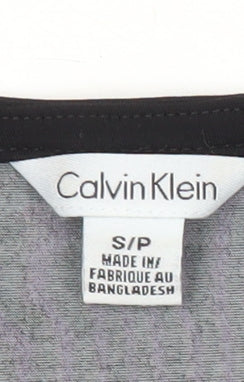 Calvin Klein
S/P
MADE IN/
FABRIQUE AU
BANGLADESH